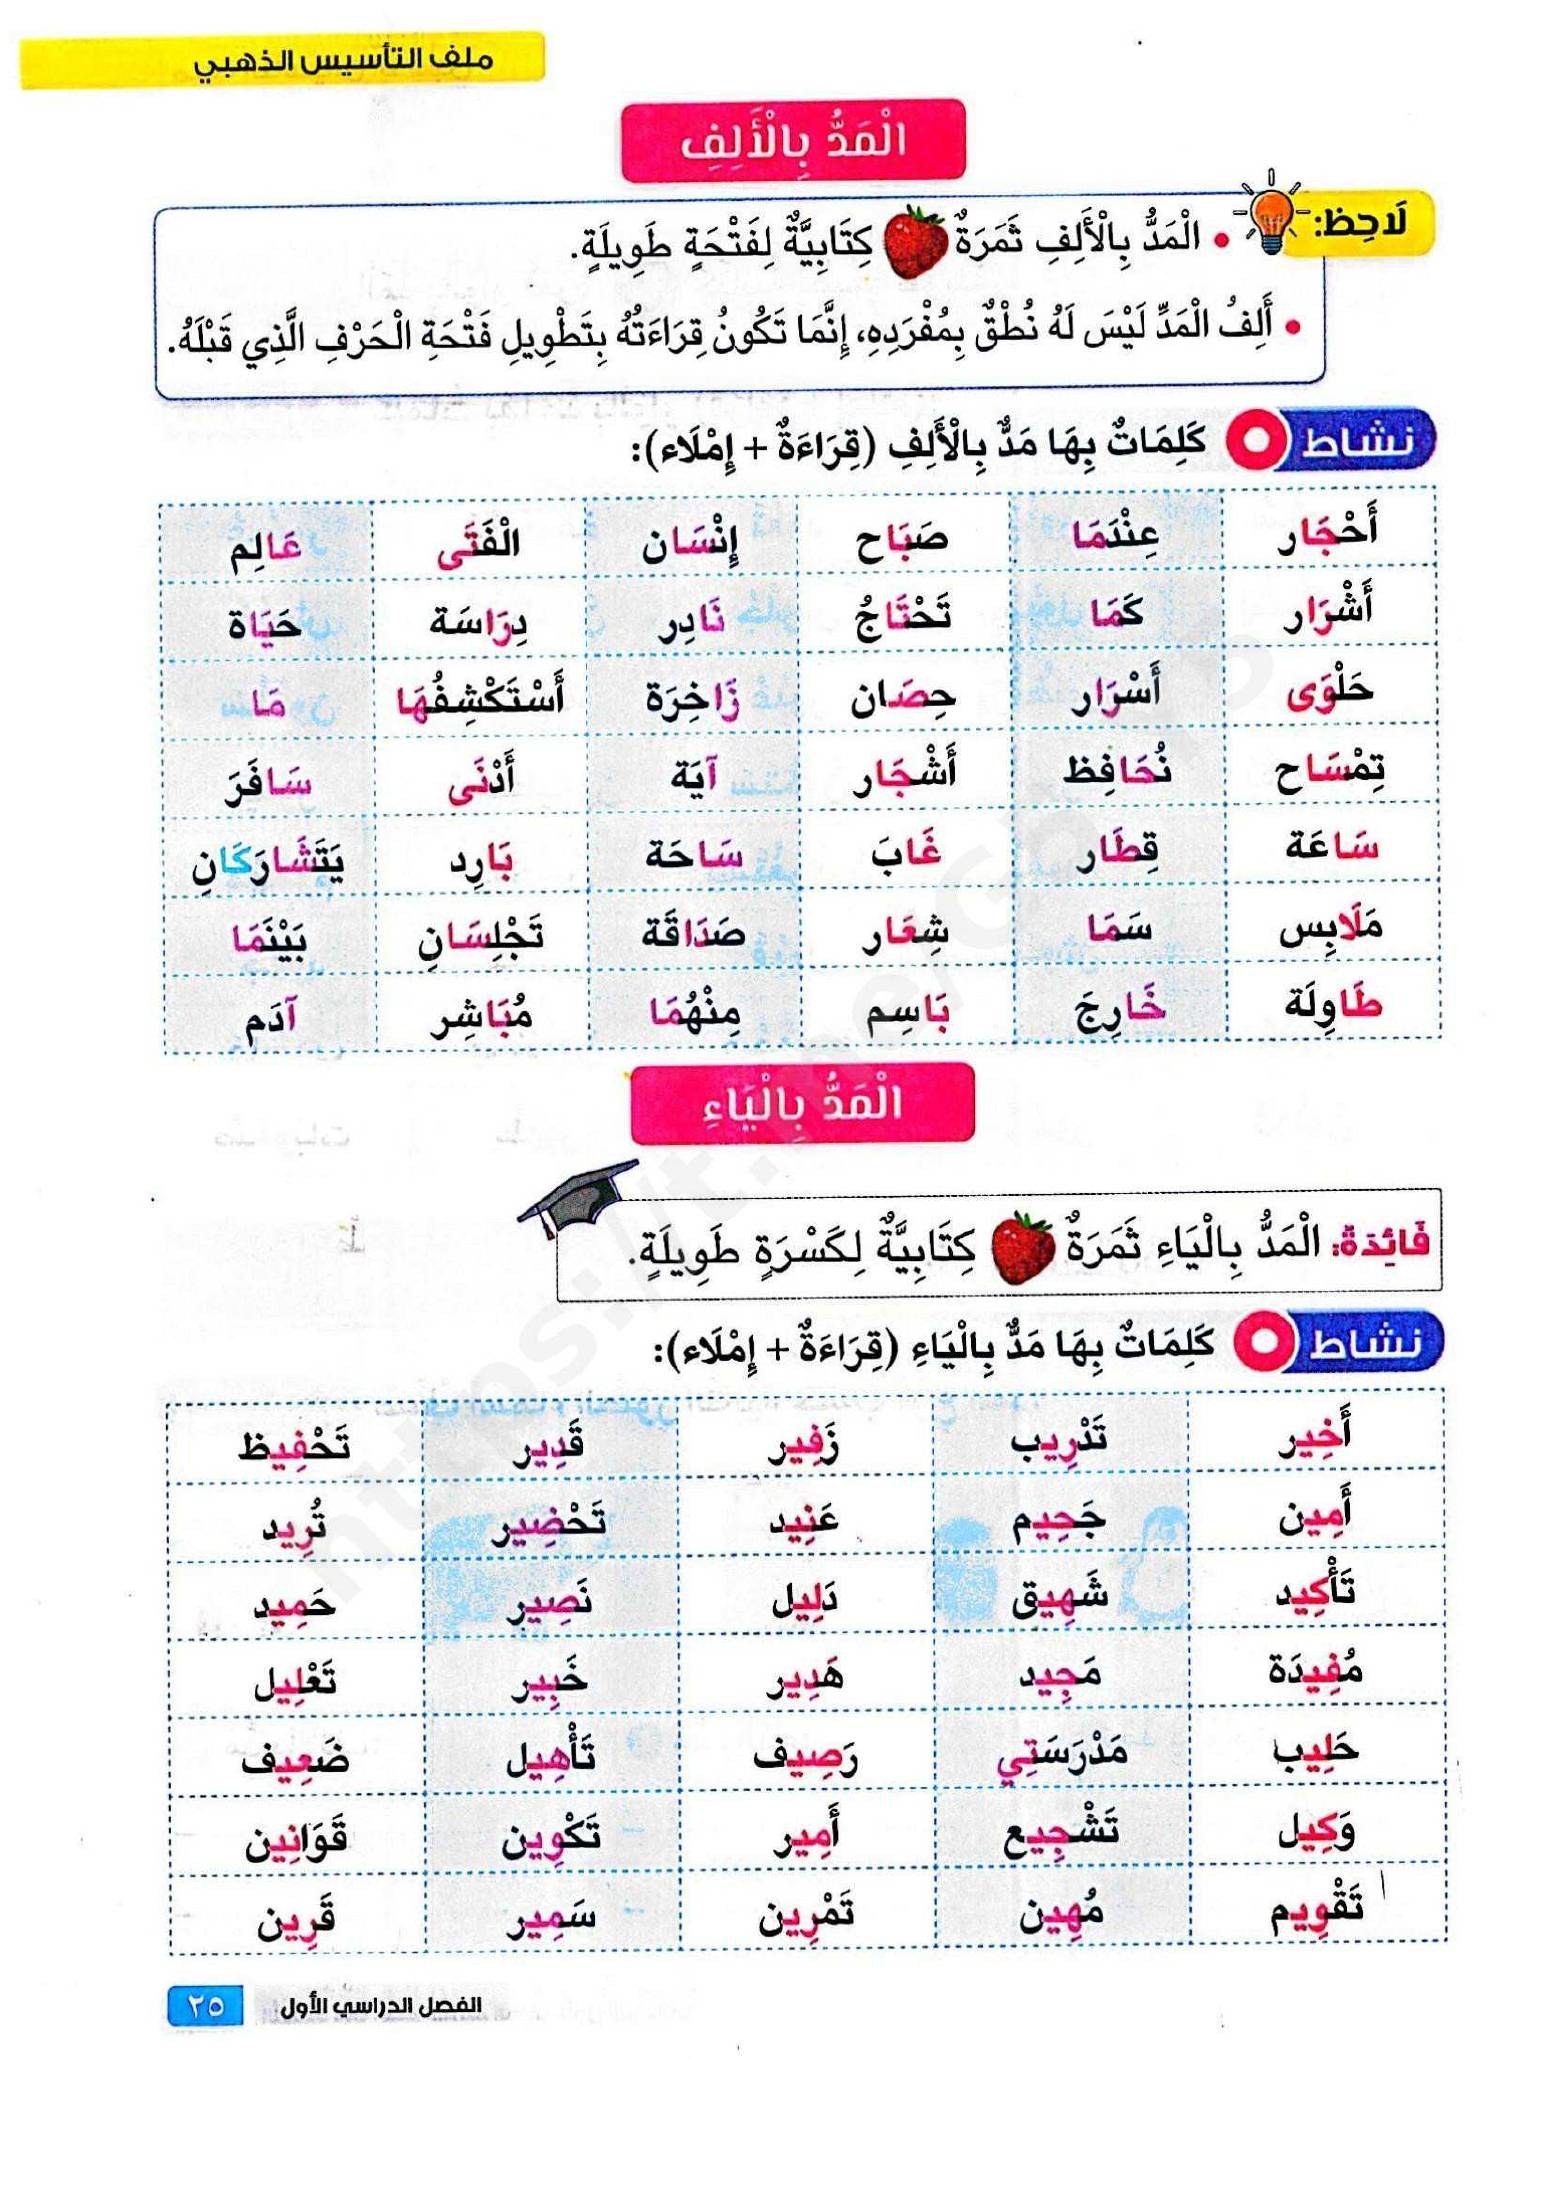 ملف التأسيس الذهبي
الْمَدُّ بِالْأَلِفِ
لَاحِظ:
• الْمَدُّ بِالْأَلِفِ ثَمَرَةٌ كِتَابِيَّةٌ لِفَتْحَةٍ طَوِيلَةٍ.
• أَلِفُ الْمَدِّ لَيْسَ لَهُ نُطْقٌ بِمُفْرَدِهِ، إِنَّمَا تَكُونُ قِرَاءَتُهُ بِتَطْوِيلِ فَتْحَةِ الْحَرْفِ الَّذِي قَبْلَهُ.
نشاط كَلِمَاتٌ بِهَا مَدٌّ بِالْأَلِفِ (قِرَاءَةٌ + إِمْلَاء):
أَحْجَار عِنْدَمَا صَبَاح إِنْسَان الْفَتَى عَالِم
أَشْرَار كَمَا تَحْتَاجُ نَادِر دِرَاسَة حَيَاة
حَلْوَى أَسْرَار حِصَان زَاخِرَة أَسْتَكْشِفُهَا مَا
تِمْسَاح نُحَافِظ أَشْجَار آيَة أَدْنَى سَافَرَ
سَاعَة قِطَار غَابَ سَاحَة بَارِد يَتَشَارَكَانِ
مَلَابِس سَمَا شِعَار صَدَاقَة تَجْلِسَانِ بَيْنَمَا
طَاوِلَة خَارِجَ بَاسِم مِنْهُمَا مُبَاشِر آدَم
الْمَدُّ بِالْيَاءِ
فَائِدَةٌ: الْمَدُّ بِالْيَاءِ ثَمَرَةٌ كِتَابِيَّةٌ لِكَسْرَةٍ طَوِيلَةٍ.
نشاط كَلِمَاتٌ بِهَا مَدٌّ بِالْيَاءِ (قِرَاءَةٌ + إِمْلَاء):
أَخِير تَدْرِيب زَفِير قَدِير تَحْفِيظ
أَمِين جَحِيم عَنِيد تَحْضِير تُرِيد
تَأْكِيد شَهِيق دَلِيل نَصِير حَمِيد
مُفِيدَة مَجِيد هَدِير خَبِير تَعْلِيل
حَلِيب مَدْرَسَتِي رَصِيف تَأْهِيل ضَعِيف
وَكِيل تَشْجِيع أَمِير تَكْوِين قَوَانِين
تَقْوِيم مُهِين تَمْرِين سَمِير قَرِين
الفصل الدراسي الأول ٢٥